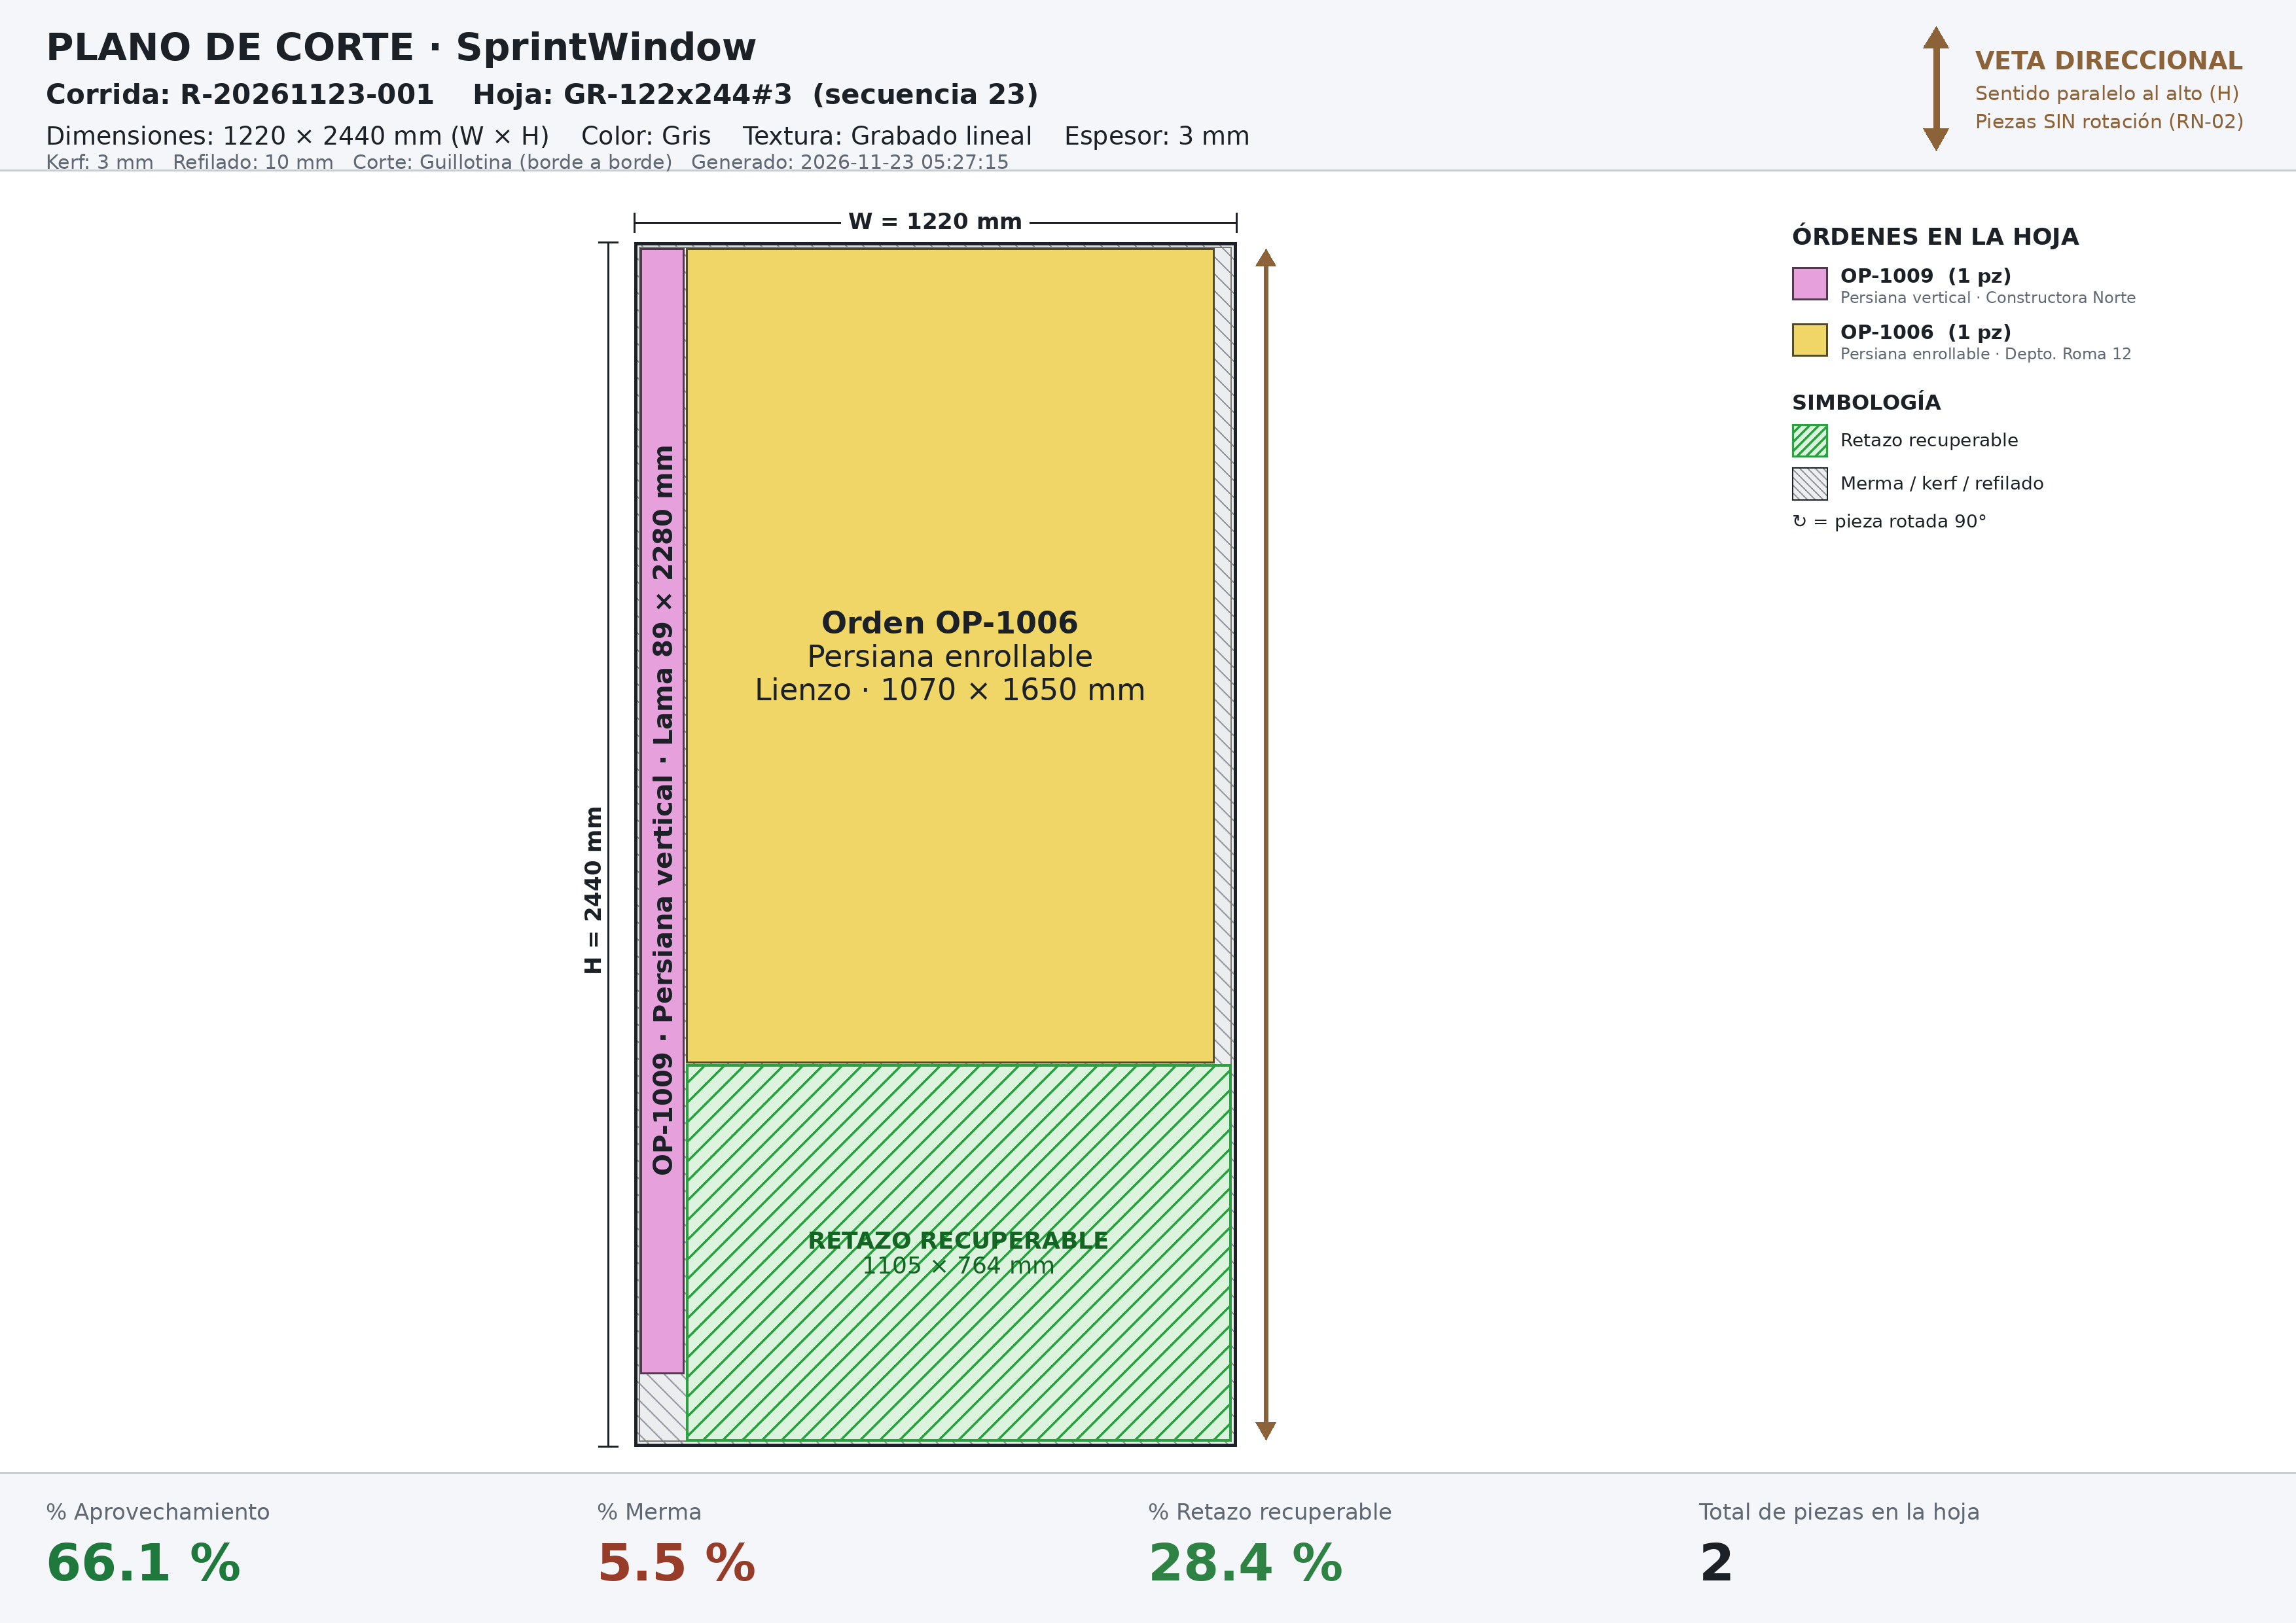 PLANO DE CORTE · SprintWindow
Corrida: R-20261123-001    Hoja: GR-122x244#3  (secuencia 23)
Dimensiones: 1220 × 2440 mm (W × H)    Color: Gris    Textura: Grabado lineal    Espesor: 3 mm
Kerf: 3 mm   Refilado: 10 mm   Corte: Guillotina (borde a borde)   Generado: 2026-11-23 05:27:15
VETA DIRECCIONAL
Sentido paralelo al alto (H)
Piezas SIN rotación (RN-02)
W = 1220 mm
H = 2440 mm
OP-1009 · Persiana vertical · Lama 89 × 2280 mm
Orden OP-1006
Persiana enrollable
Lienzo · 1070 × 1650 mm
RETAZO RECUPERABLE
1105 × 764 mm
ÓRDENES EN LA HOJA
OP-1009  (1 pz)
Persiana vertical · Constructora Norte
OP-1006  (1 pz)
Persiana enrollable · Depto. Roma 12
SIMBOLOGÍA
Retazo recuperable
Merma / kerf / refilado
↻ = pieza rotada 90°
% Aprovechamiento
66.1 %
% Merma
5.5 %
% Retazo recuperable
28.4 %
Total de piezas en la hoja
2